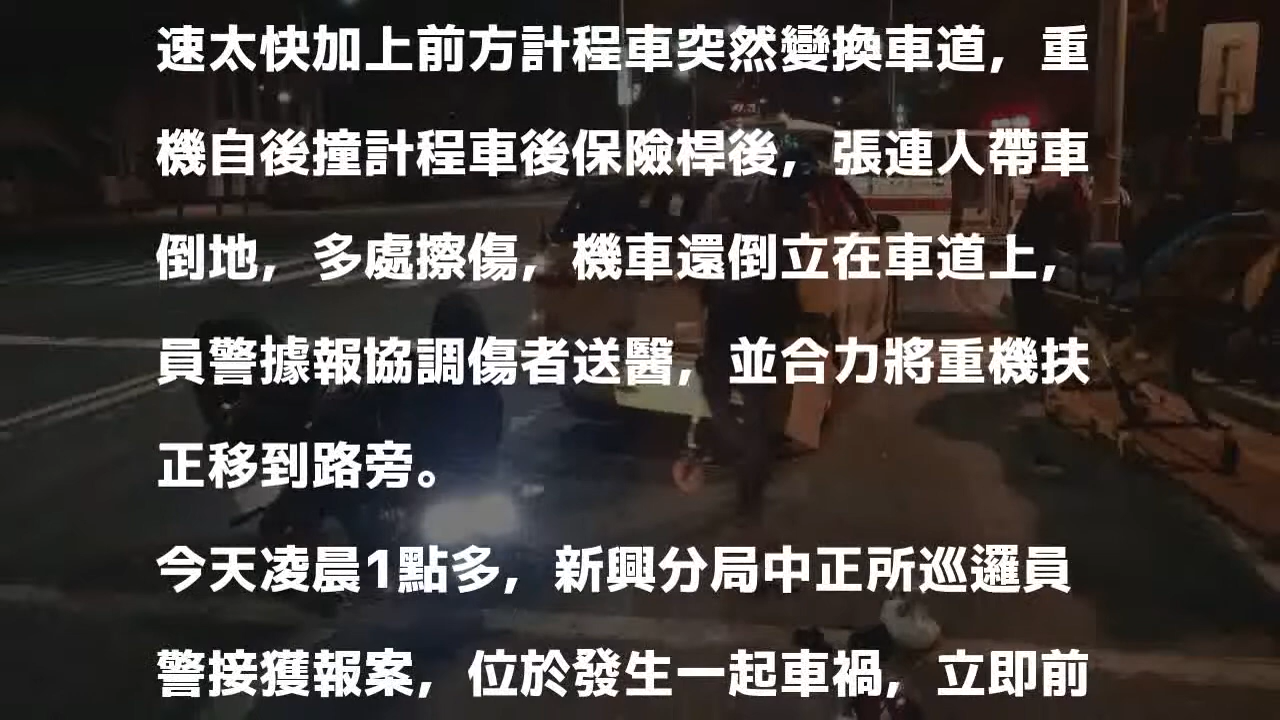 速太快加上前方計程車突然變換車道，重
機自後撞計程車後保險桿後，張連人帶車
倒地，多處擦傷，機車還倒立在車道上，
員警據報協調傷者送醫，並合力將重機扶
正移到路旁。
今天凌晨1點多，新興分局中正所巡邏員
警接獲報案，位於發生一起車禍，立即前